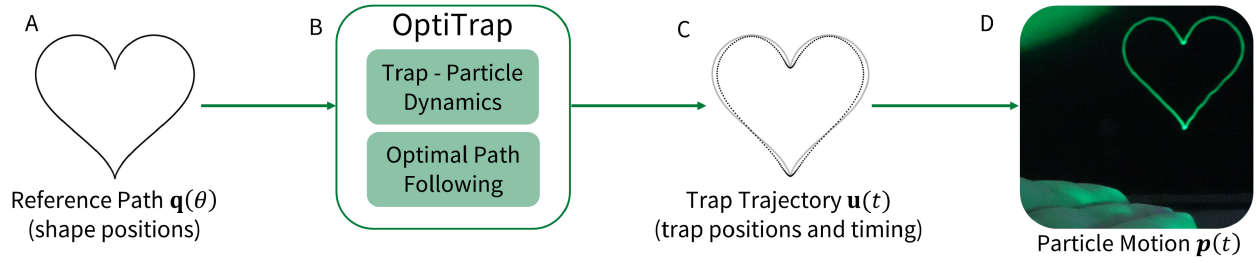 A
Reference Path q(θ)
(shape positions)
B
OptiTrap
Trap - Particle
Dynamics
Optimal Path
Following
C
Trap Trajectory u(t)
(trap positions and timing)
D
Particle Motion p(t)